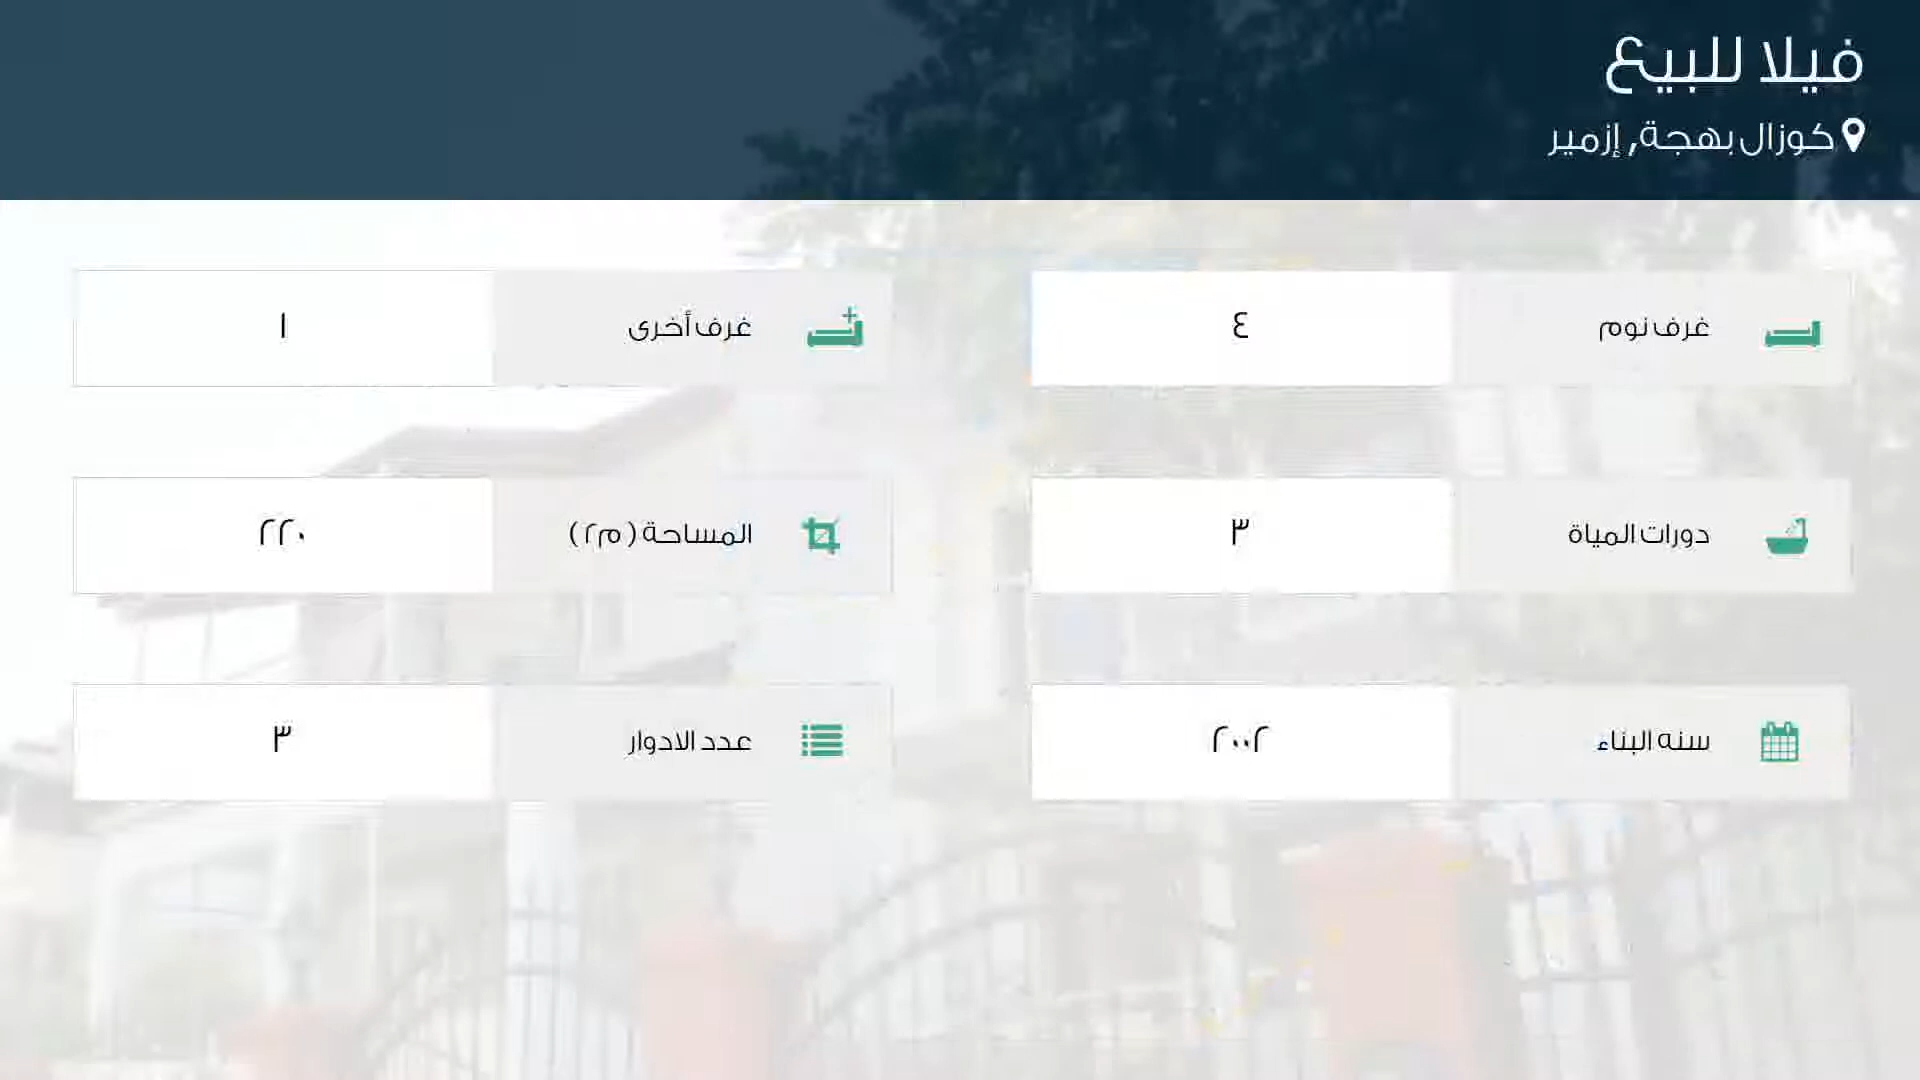 فيلا للبيع
كوزال بهجة, إزمير
غرف نوم
٤
غرف أخرى
١
دورات المياة
٣
المساحة (م٢)
٢٢٠
سنه البناء
٢٠٠٢
عدد الادوار
٣